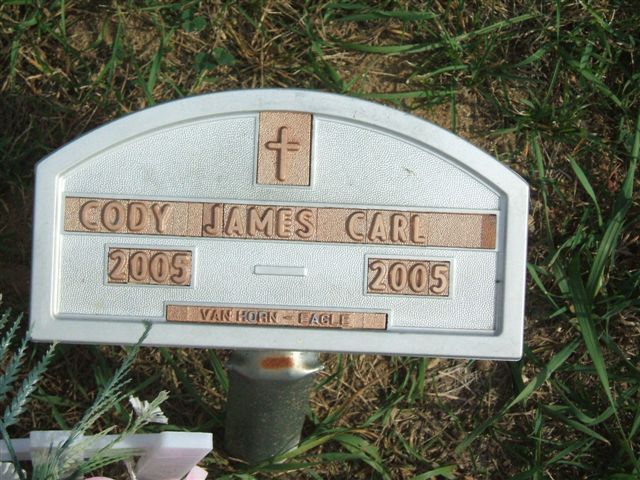 CODY JAMES CARL
2005 2005
VAN HORN - EAGLE